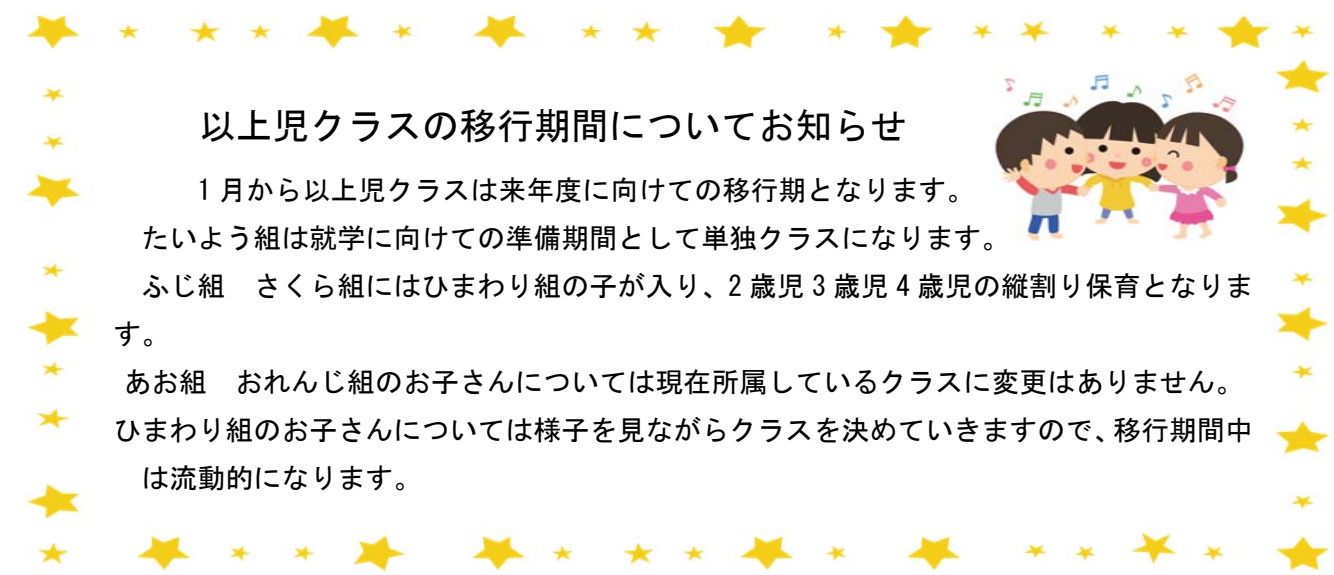 以上児クラスの移行期間についてお知らせ
1月から以上児クラスは来年度に向けての移行期となります。
たいよう組は就学に向けての準備期間として単独クラスになります。
ふじ組　さくら組にはひまわり組の子が入り、2歳児3歳児4歳児の縦割り保育となりま
す。
あお組　おれんじ組のお子さんについては現在所属しているクラスに変更はありません。
ひまわり組のお子さんについては様子を見ながらクラスを決めていきますので、移行期間中
は流動的になります。